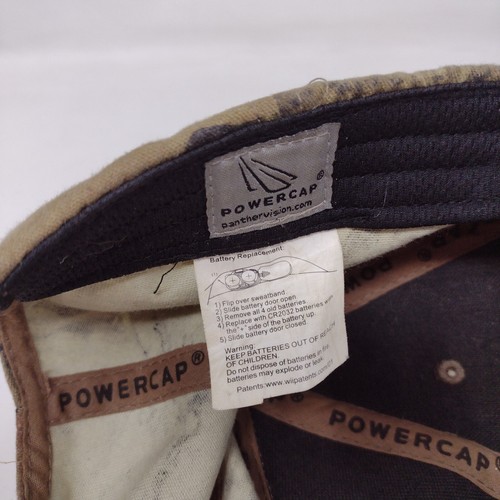 POWERCAP®
panthervision.com
Battery Replacement:
1) Flip over sweatband
2) Slide battery door open.
3) Remove all 4 old batteries
4) Replace with CR2032 batteries with
the "+" side of the battery up.
5) Slide battery door closed.
Warning:
KEEP BATTERIES OUT OF REACH
OF CHILDREN.
Do not dispose of batteries in fire,
batteries may explode or leak.
Patents:www.wiipatents.com
POWERCAP®
POWERCAP